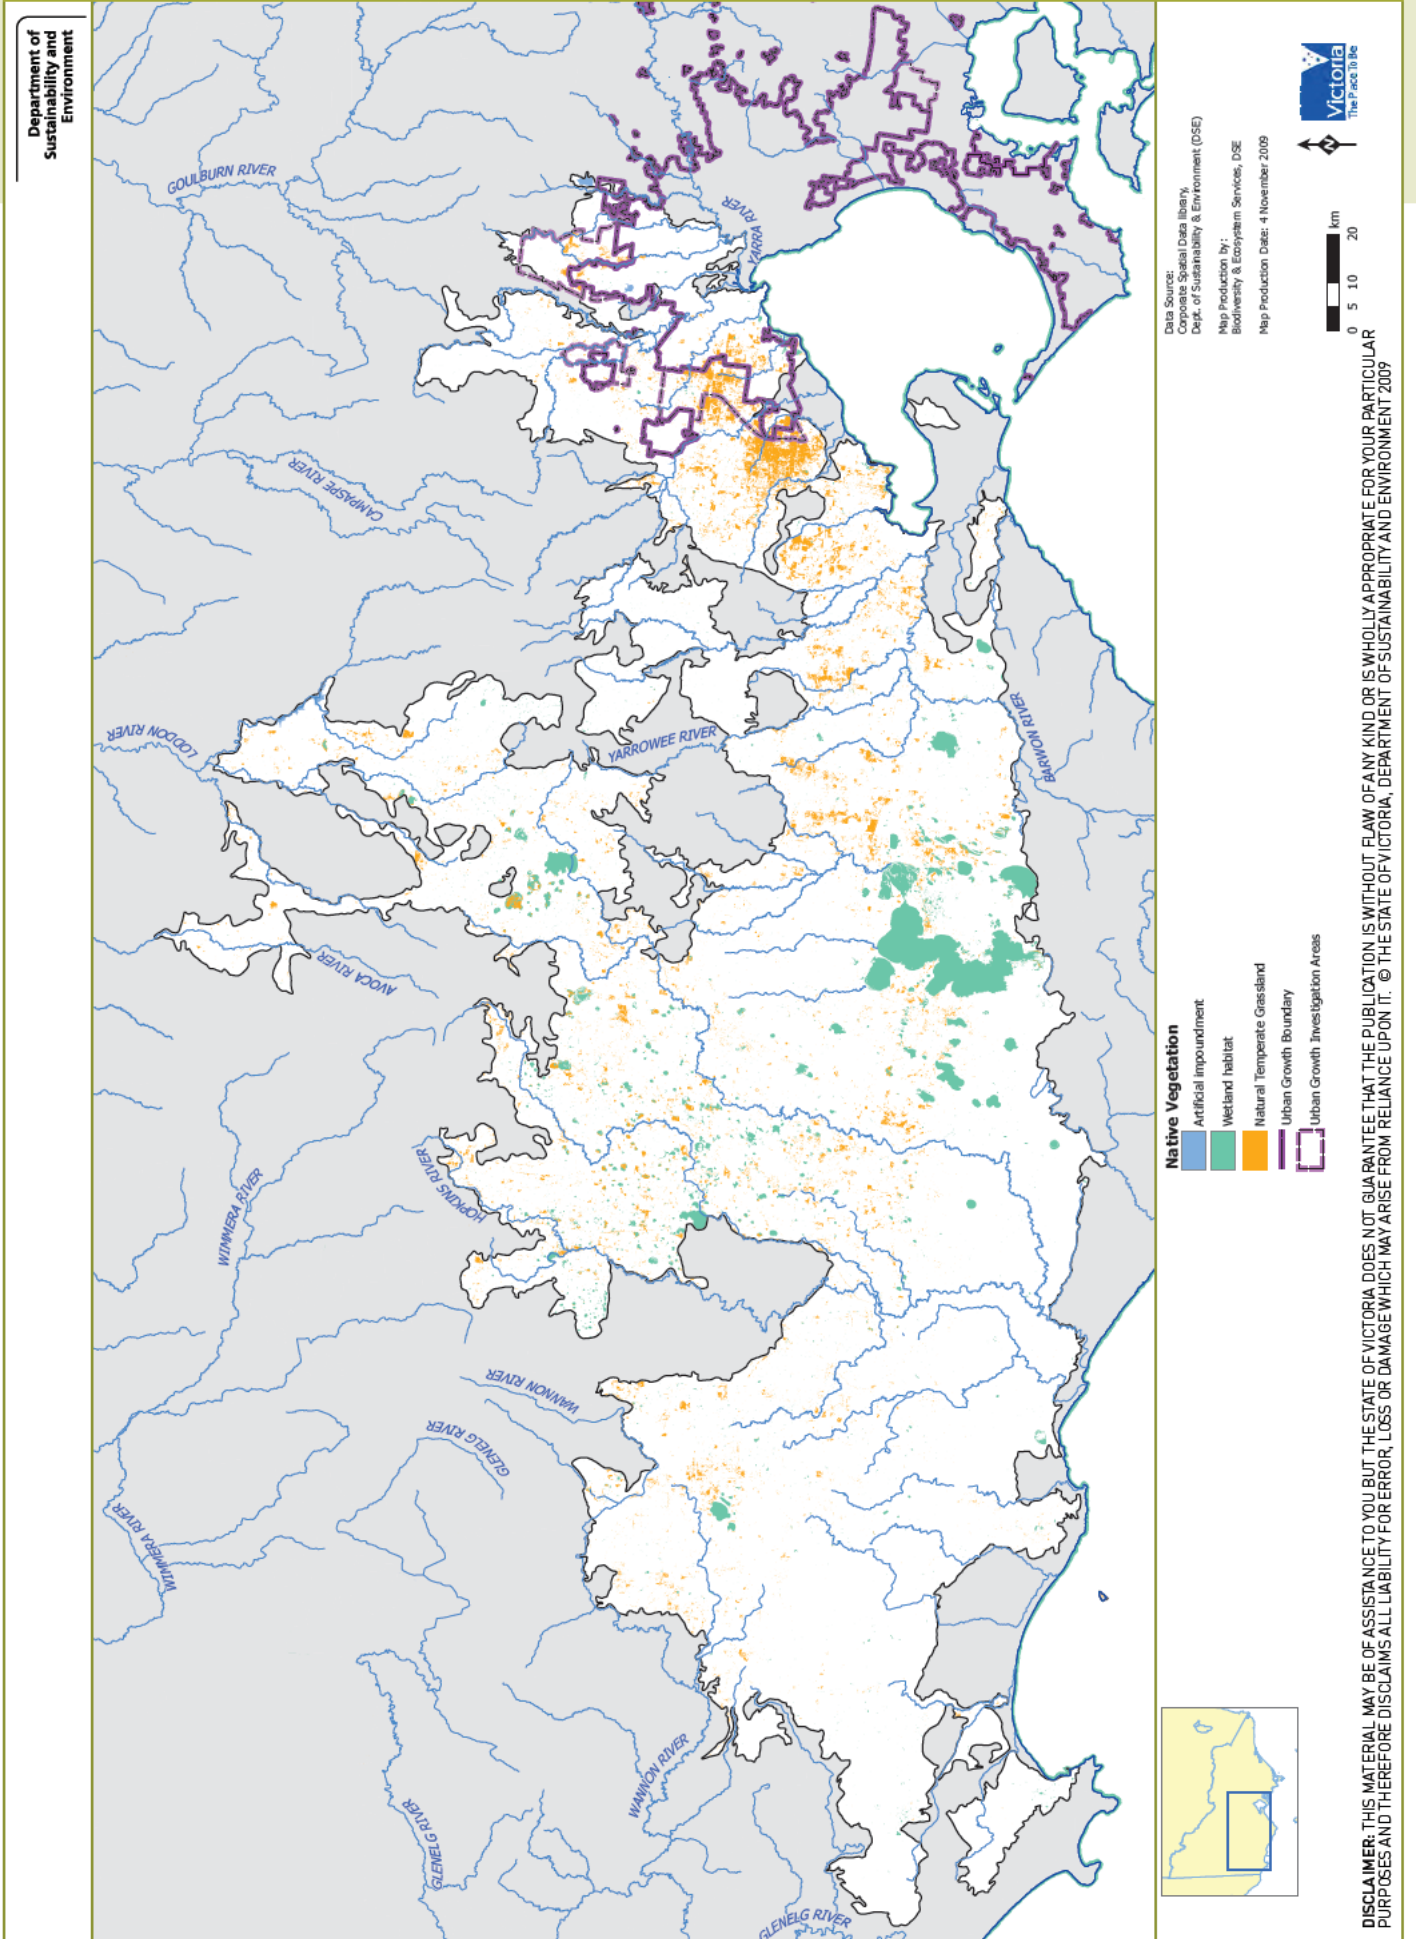 Department of
Sustainability and
Environment
GOULBURN RIVER
CAMPASPE RIVER
LODDON RIVER
AVOCA RIVER
WIMMERA RIVER
HOPKINS RIVER
WANNON RIVER
GLENELG RIVER
WIMMERA RIVER
GLENELG RIVER
WANNON RIVER
GLENELG RIVER
YARROWEE RIVER
BARWON RIVER
YARRA RIVER
Native Vegetation
Artificial impoundment
Wetland habitat
Natural Temperate Grassland
Urban Growth Boundary
Urban Growth Investigation Areas
Data Source:
Corporate Spatial Data library,
Dept. of Sustainability & Environment (DSE)
Map Production by:
Biodiversity & Ecosystem Services, DSE
Map Production Date: 4 November 2009
0 5 10 20
km
N
Victoria
The Place To Be
DISCLAIMER: THIS MATERIAL MAY BE OF ASSISTANCE TO YOU BUT THE STATE OF VICTORIA DOES NOT GUARANTEE THAT THE PUBLICATION IS WITHOUT FLAW OF ANY KIND OR IS WHOLLY APPROPRIATE FOR YOUR PARTICULAR
PURPOSES AND THEREFORE DISCLAIMS ALL LIABILITY FOR ERROR, LOSS OR DAMAGE WHICH MAY ARISE FROM RELIANCE UPON IT. © THE STATE OF VICTORIA, DEPARTMENT OF SUSTAINABILITY AND ENVIRONMENT 2009